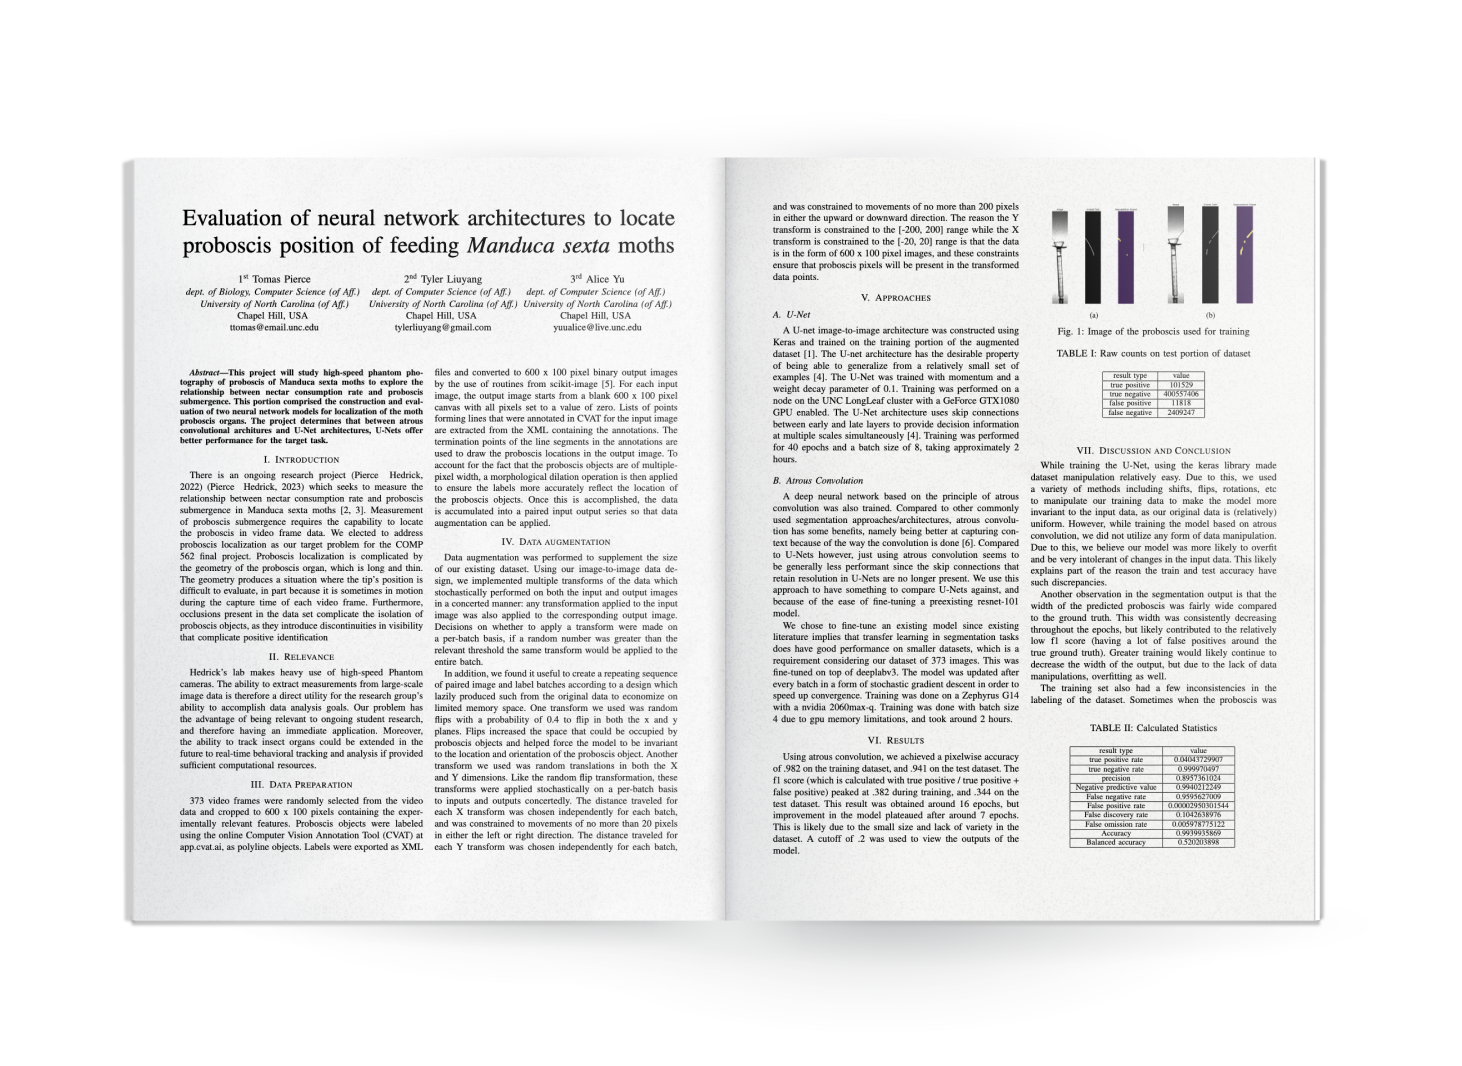 Evaluation of neural network architectures to locate
proboscis position of feeding Manduca sexta moths
1st Tomas Pierce
dept. of Biology, Computer Science (of Aff.)
University of North Carolina (of Aff.)
Chapel Hill, USA
ttomas@email.unc.edu
2nd Tyler Liuyang
dept. of Computer Science (of Aff.)
University of North Carolina (of Aff.)
Chapel Hill, USA
tylerliuyang@gmail.com
3rd Alice Yu
dept. of Computer Science (of Aff.)
University of North Carolina (of Aff.)
Chapel Hill, USA
yuualice@live.unc.edu
Abstract—This project will study high-speed phantom pho-
tography of proboscis of Manduca sexta moths to explore the
relationship between nectar consumption rate and proboscis
submergence. This portion comprised the construction and eval-
uation of two neural network models for localization of the moth
proboscis organs. The project determines that between atrous
convolutional architures and U-Net architectures, U-Nets offer
better performance for the target task.
I. Introduction
There is an ongoing research project (Pierce Hedrick,
2022) (Pierce Hedrick, 2023) which seeks to measure the
relationship between nectar consumption rate and proboscis
submergence in Manduca sexta moths [2, 3]. Measurement
of proboscis submergence requires the capability to locate
the proboscis in video frame data. We elected to address
proboscis localization as our target problem for the COMP
562 final project. Proboscis localization is complicated by
the geometry of the proboscis organ, which is long and thin.
The geometry produces a situation where the tip's position is
difficult to evaluate, in part because it is sometimes in motion
during the capture time of each video frame. Furthermore,
occlusions present in the data set complicate the isolation of
proboscis objects, as they introduce discontinuities in visibility
that complicate positive identification
II. Relevance
Hedrick's lab makes heavy use of high-speed Phantom
cameras. The ability to extract measurements from large-scale
image data is therefore a direct utility for the research group's
ability to accomplish data analysis goals. Our problem has
the advantage of being relevant to ongoing student research,
and therefore having an immediate application. Moreover,
the ability to track insect organs could be extended in the
future to real-time behavioral tracking and analysis if provided
sufficient computational resources.
III. Data Preparation
373 video frames were randomly selected from the video
data and cropped to 600 x 100 pixels containing the exper-
imentally relevant features. Proboscis objects were labeled
using the online Computer Vision Annotation Tool (CVAT) at
app.cvat.ai, as polyline objects. Labels were exported as XML
files and converted to 600 x 100 pixel binary output images
by the use of routines from scikit-image [5]. For each input
image, the output image starts from a blank 600 x 100 pixel
canvas with all pixels set to a value of zero. Lists of points
forming lines that were annotated in CVAT for the input image
are extracted from the XML containing the annotations. The
termination points of the line segments in the annotations are
used to draw the proboscis locations in the output image. To
account for the fact that the proboscis objects are of multiple-
pixel width, a morphological dilation operation is then applied
to ensure the labels more accurately reflect the location of
the proboscis objects. Once this is accomplished, the data
is accumulated into a paired input output series so that data
augmentation can be applied.
IV. Data augmentation
Data augmentation was performed to supplement the size
of our existing dataset. Using our image-to-image data de-
sign, we implemented multiple transforms of the data which
stochastically performed on both the input and output images
in a concerted manner: any transformation applied to the input
image was also applied to the corresponding output image.
Decisions on whether to apply a transform were made on
a per-batch basis, if a random number was greater than the
relevant threshold the same transform would be applied to the
entire batch.
In addition, we found it useful to create a repeating sequence
of paired image and label batches according to a design which
lazily produced such from the original data to economize on
limited memory space. One transform we used was random
flips with a probability of 0.4 to flip in both the x and y
planes. Flips increased the space that could be occupied by
proboscis objects and helped force the model to be invariant
to the location and orientation of the proboscis object. Another
transform we used was random translations in both the X
and Y dimensions. Like the random flip transformation, these
transforms were applied stochastically on a per-batch basis
to inputs and outputs concertedly. The distance traveled for
each X transform was chosen independently for each batch,
and was constrained to movements of no more than 20 pixels
in either the left or right direction. The distance traveled for
each Y transform was chosen independently for each batch,
and was constrained to movements of no more than 200 pixels
in either the upward or downward direction. The reason the Y
transform is constrained to the [-200, 200] range while the X
transform is constrained to the [-20, 20] range is that the data
is in the form of 600 x 100 pixel images, and these constraints
ensure that proboscis pixels will be present in the transformed
data points.
V. Approaches
A. U-Net
A U-net image-to-image architecture was constructed using
Keras and trained on the training portion of the augmented
dataset [1]. The U-net architecture has the desirable property
of being able to generalize from a relatively small set of
examples [4]. The U-Net was trained with momentum and a
weight decay parameter of 0.1. Training was performed on a
node on the UNC LongLeaf cluster with a GeForce GTX1080
GPU enabled. The U-Net architecture uses skip connections
between early and late layers to provide decision information
at multiple scales simultaneously [4]. Training was performed
for 40 epochs and a batch size of 8, taking approximately 2
hours.
B. Atrous Convolution
A deep neural network based on the principle of atrous
convolution was also trained. Compared to other commonly
used segmentation approaches/architectures, atrous convolu-
tion has some benefits, namely being better at capturing con-
text because of the way the convolution is done [6]. Compared
to U-Nets however, just using atrous convolution seems to
be generally less performant since the skip connections that
retain resolution in U-Nets are no longer present. We use this
approach to have something to compare U-Nets against, and
because of the ease of fine-tuning a preexisting resnet-101
model.
We chose to fine-tune an existing model since existing
literature implies that transfer learning in segmentation tasks
does have good performance on smaller datasets, which is a
requirement considering our dataset of 373 images. This was
fine-tuned on top of deeplabv3. The model was updated after
every batch in a form of stochastic gradient descent in order to
speed up convergence. Training was done on a Zephyrus G14
with a nvidia 2060max-q. Training was done with batch size
4 due to gpu memory limitations, and took around 2 hours.
VI. Results
Using atrous convolution, we achieved a pixelwise accuracy
of .982 on the training dataset, and .941 on the test dataset. The
f1 score (which is calculated with true positive / true positive +
false positive) peaked at .382 during training, and .344 on the
test dataset. This result was obtained around 16 epochs, but
improvement in the model plateaued after around 7 epochs.
This is likely due to the small size and lack of variety in the
dataset. A cutoff of .2 was used to view the outputs of the
model.
(a)
(b)
Fig. 1: Image of the proboscis used for training
TABLE I: Raw counts on test portion of dataset
result type value
true positive 101529
true negative 400557406
false positive 11818
false negative 2409247
VII. Discussion and Conclusion
While training the U-Net, using the keras library made
dataset manipulation relatively easy. Due to this, we used
a variety of methods including shifts, flips, rotations, etc
to manipulate our training data to make the model more
invariant to the input data, as our original data is (relatively)
uniform. However, while training the model based on atrous
convolution, we did not utilize any form of data manipulation.
Due to this, we believe our model was more likely to overfit
and be very intolerant of changes in the input data. This likely
explains part of the reason the train and test accuracy have
such discrepancies.
Another observation in the segmentation output is that the
width of the predicted proboscis was fairly wide compared
to the ground truth. This width was consistently decreasing
throughout the epochs, but likely contributed to the relatively
low f1 score (having a lot of false positives around the
true ground truth). Greater training would likely continue to
decrease the width of the output, but due to the lack of data
manipulations, overfitting as well.
The training set also had a few inconsistencies in the
labeling of the dataset. Sometimes when the proboscis was
TABLE II: Calculated Statistics
result type value
true positive rate 0.04043729907
true negative rate 0.999970497
precision 0.8957361024
Negative predictive value 0.9940212249
False negative rate 0.9595627009
False positive rate 0.00002950301544
False discovery rate 0.1042638976
False omission rate 0.005978775122
Accuracy 0.9939935869
Balanced accuracy 0.520203898